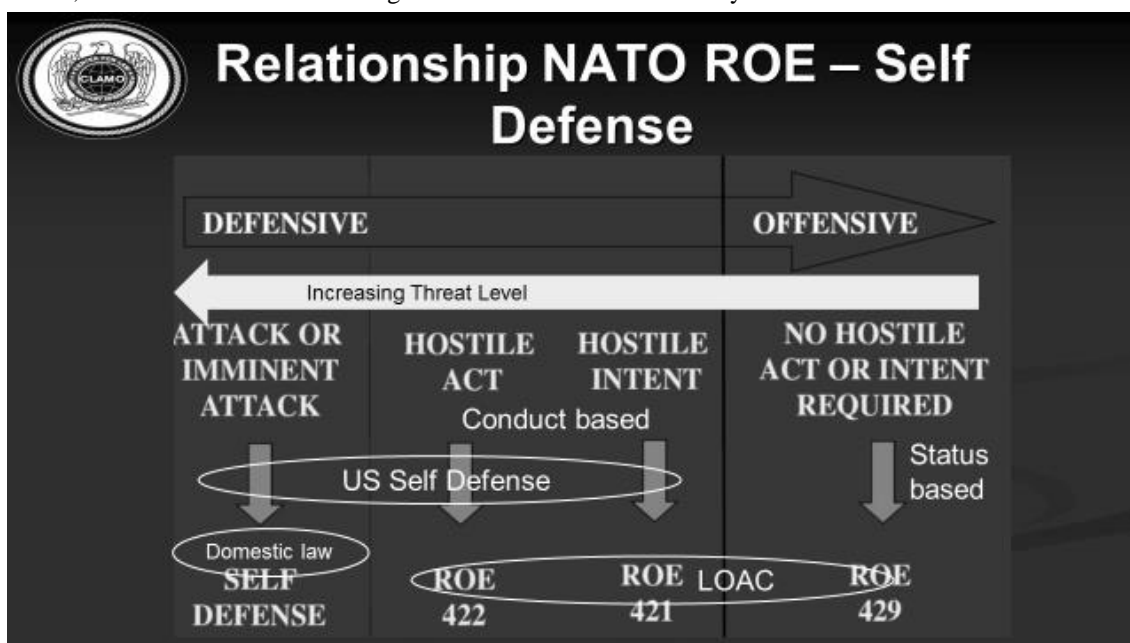 CLAMO
Relationship NATO ROE – Self
Defense
DEFENSIVE
OFFENSIVE
Increasing Threat Level
ATTACK OR
IMMINENT
ATTACK
HOSTILE
ACT
HOSTILE
INTENT
NO HOSTILE
ACT OR INTENT
REQUIRED
Conduct based
Status
based
US Self Defense
Domestic law
SELF
DEFENSE
ROE
422
ROE
421
LOAC
ROE
429